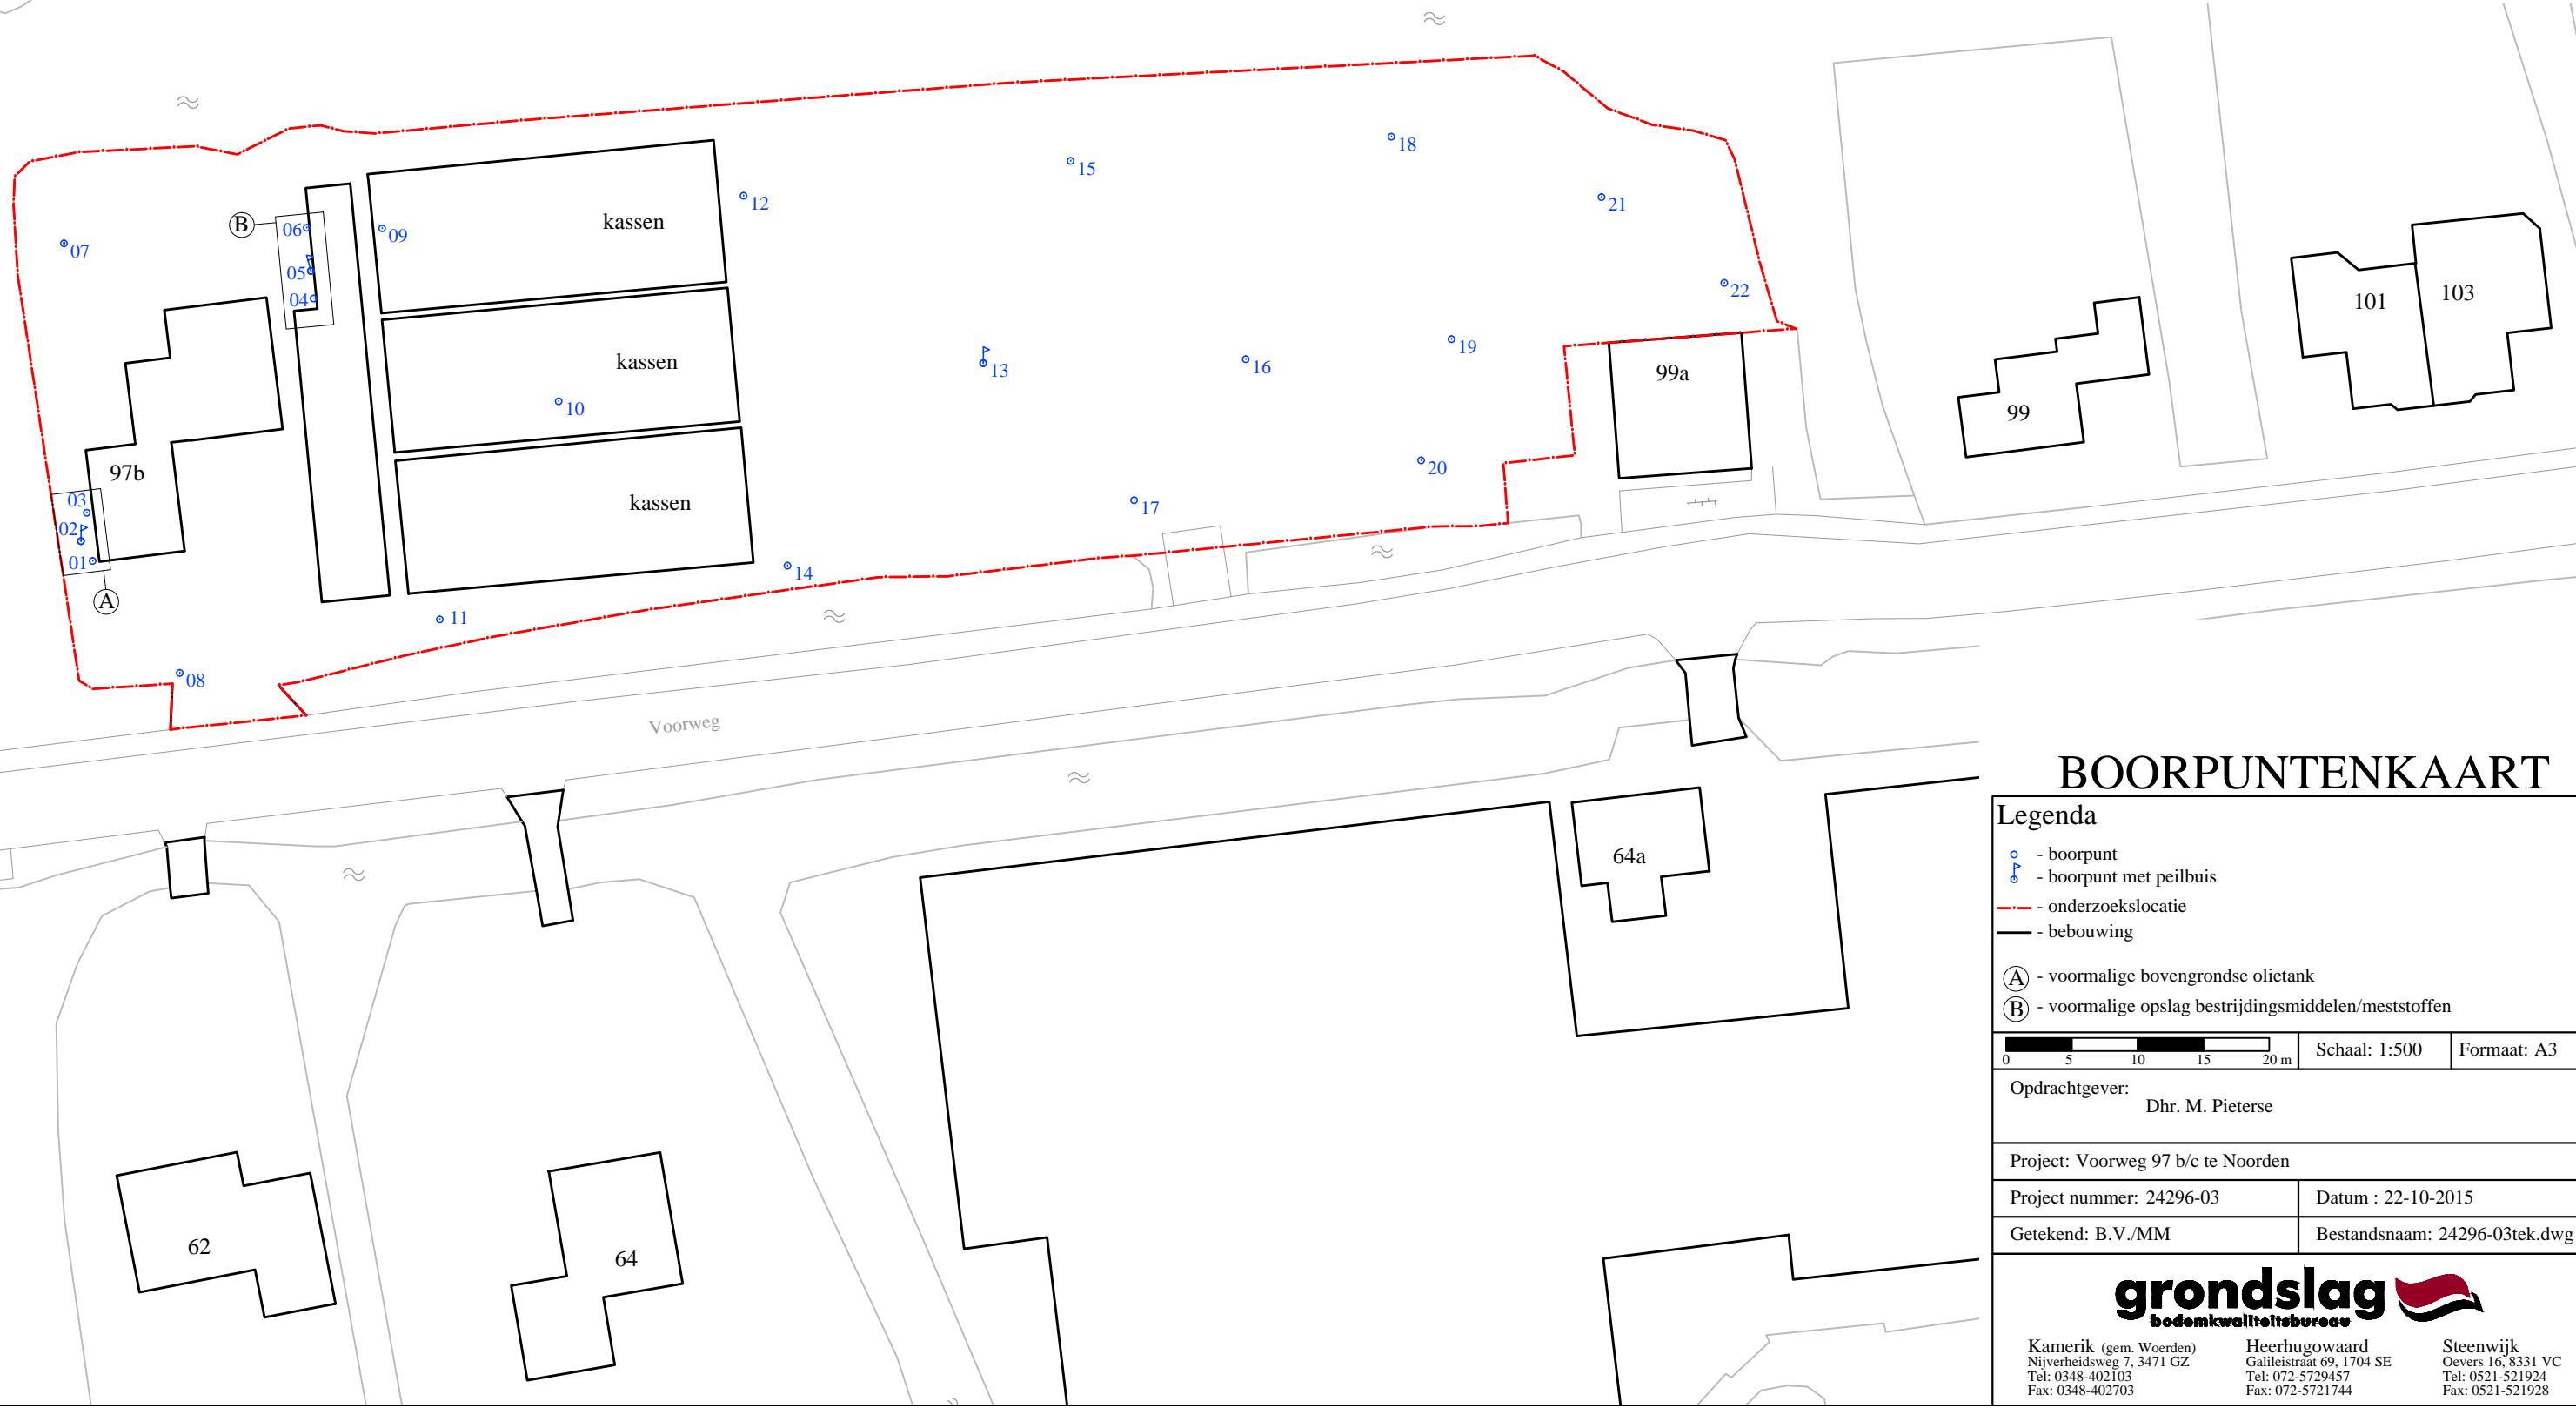 18
15
12
21
B
06
09
kassen
07
05
04
22
101
103
19
kassen
13
16
99a
10
99
97b
20
03
kassen
17
02
01
14
A
11
08
Voorweg
64a
62
64
BOORPUNTENKAART
Legenda
- boorpunt
- boorpunt met peilbuis
- onderzoekslocatie
- bebouwing
A - voormalige bovengrondse olietank
B - voormalige opslag bestrijdingsmiddelen/meststoffen
0 5 10 15 20 m
Schaal: 1:500
Formaat: A3
Opdrachtgever:
Dhr. M. Pieterse
Project: Voorweg 97 b/c te Noorden
Project nummer: 24296-03
Datum : 22-10-2015
Getekend: B.V./MM
Bestandsnaam: 24296-03tek.dwg
grondslag
bodemkwaliteitsbureau
Kamerik (gem. Woerden)
Nijverheidsweg 7, 3471 GZ
Tel: 0348-402103
Fax: 0348-402703
Heerhugowaard
Galileistraat 69, 1704 SE
Tel: 072-5729457
Fax: 072-5721744
Steenwijk
Oevers 16, 8331 VC
Tel: 0521-521924
Fax: 0521-521928